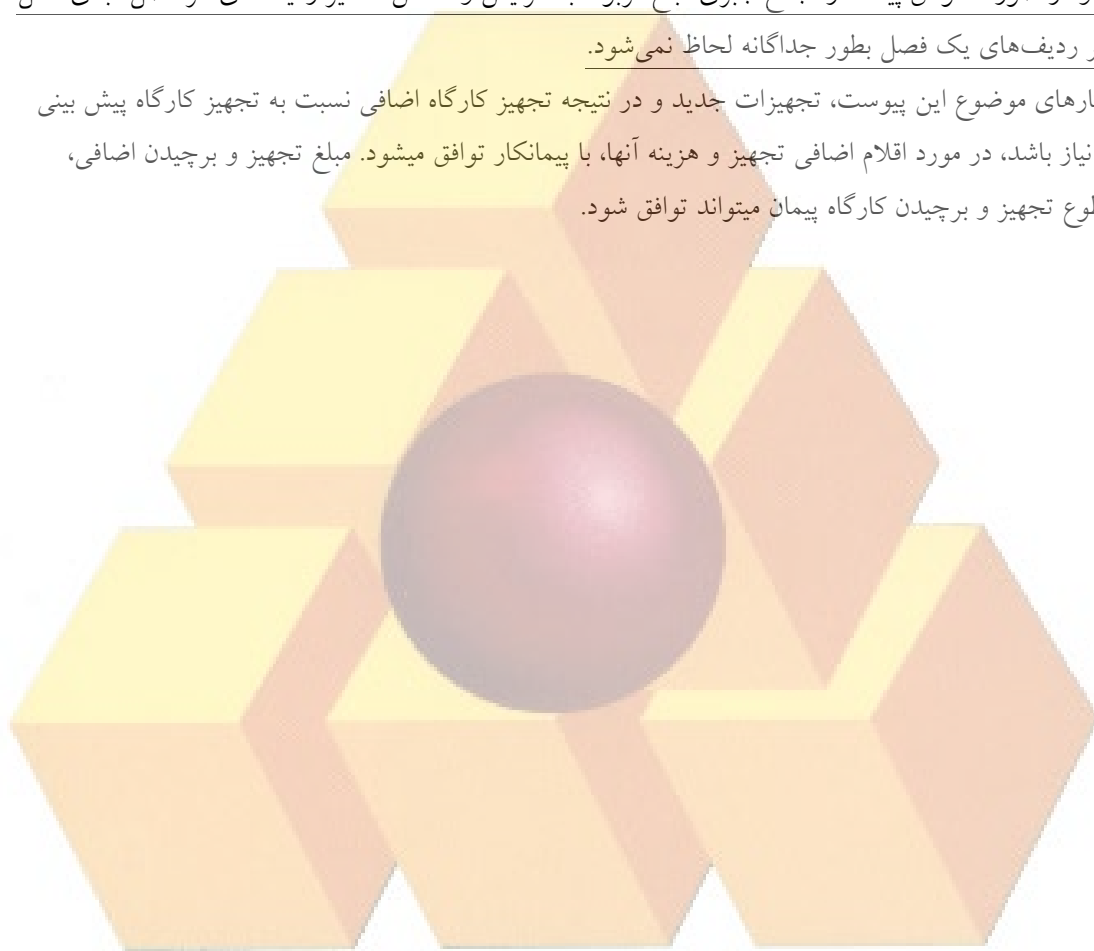 ر ردیف‌های یک فصل بطور جداگانه لحاظ نمی‌شود.
ارهای موضوع این پیوست، تجهیزات جدید و در نتیجه تجهیز کارگاه اضافی نسبت به تجهیز کارگاه پیش بینی
نیاز باشد، در مورد اقلام اضافی تجهیز و هزینه آنها، با پیمانکار توافق میشود. مبلغ تجهیز و برچیدن اضافی،
طوع تجهیز و برچیدن کارگاه پیمان میتواند توافق شود.